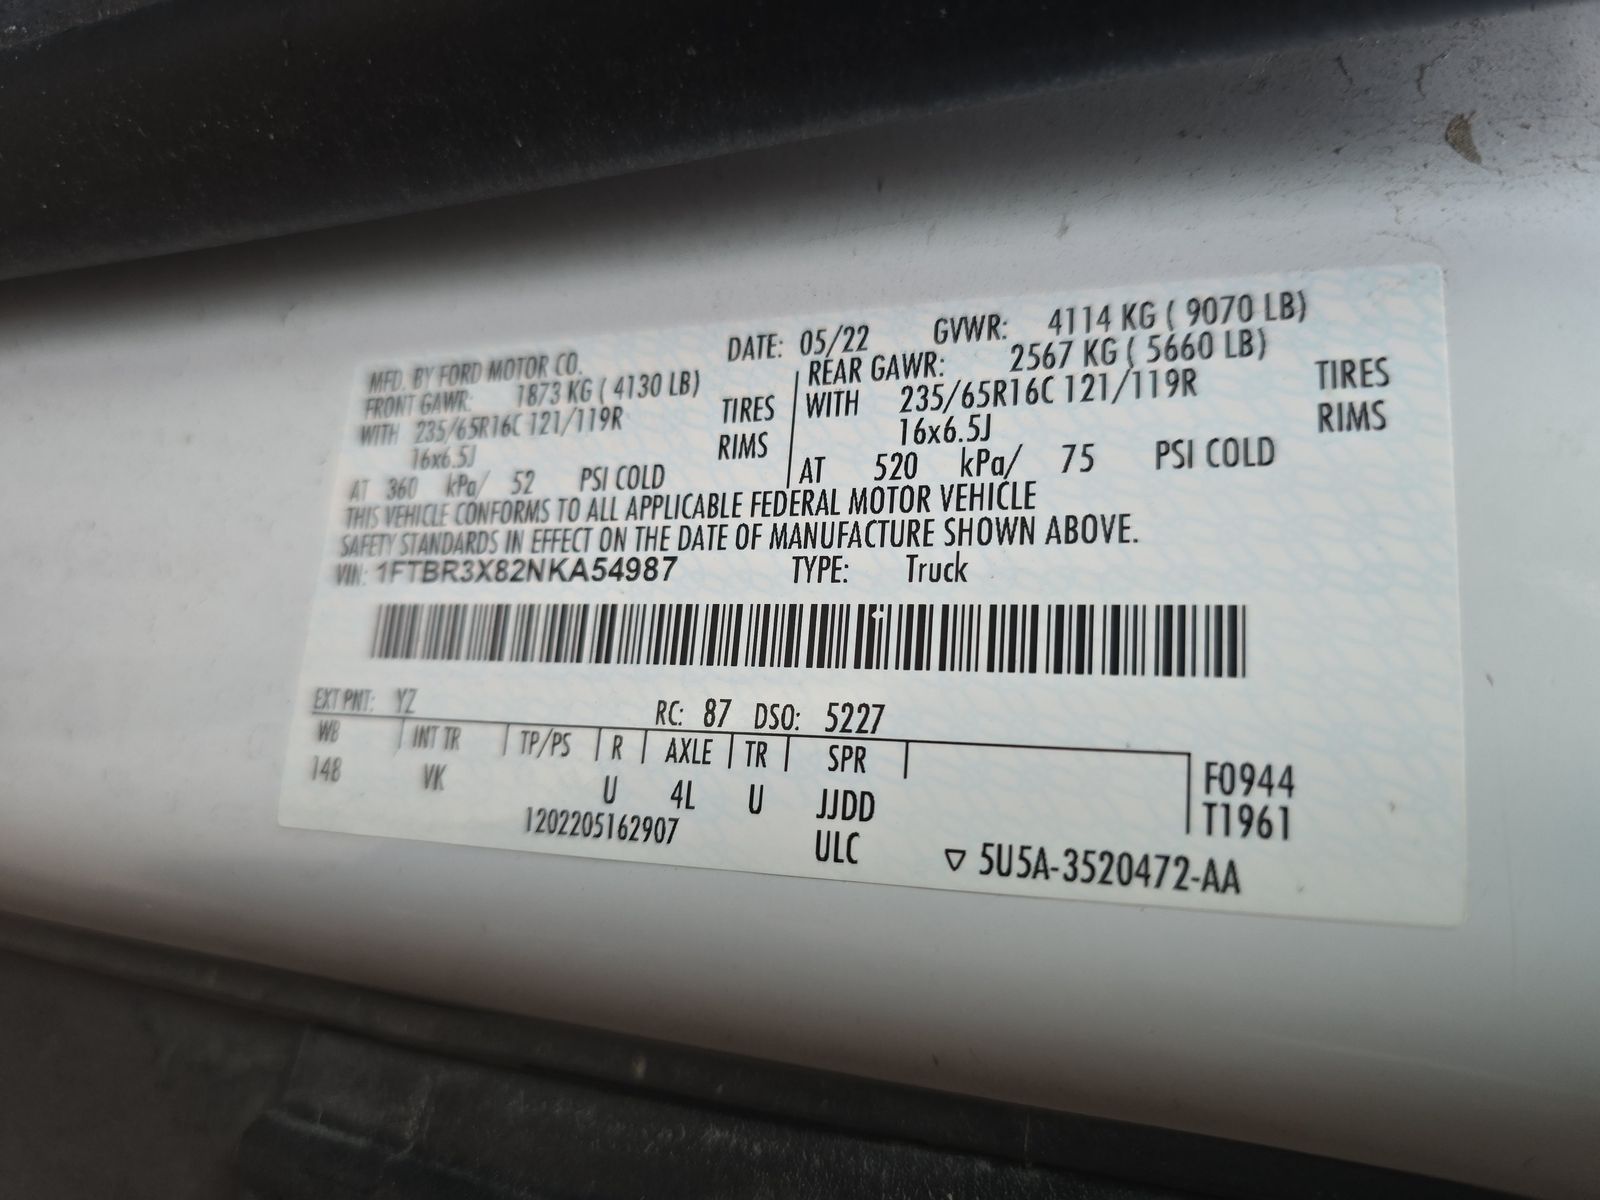 MFD. BY FORD MOTOR CO. DATE: 05/22 GVWR: 4114 KG ( 9070 LB)
FRONT GAWR: 1873 KG ( 4130 LB) REAR GAWR: 2567 KG ( 5660 LB)
WITH 235/65R16C 121/119R TIRES WITH 235/65R16C 121/119R TIRES
16x6.5J RIMS 16x6.5J RIMS
AT 360 kPa/ 52 PSI COLD AT 520 kPa/ 75 PSI COLD
THIS VEHICLE CONFORMS TO ALL APPLICABLE FEDERAL MOTOR VEHICLE
SAFETY STANDARDS IN EFFECT ON THE DATE OF MANUFACTURE SHOWN ABOVE.
VIN: 1FTBR3X82NKA54987 TYPE: Truck
EXT PNT: YZ RC: 87 DSO: 5227
WB INT TR TP/PS R AXLE TR SPR
148 VK U 4L U JJDD
F0944
T1961
1202205162907 ULC ▽ 5U5A-3520472-AA